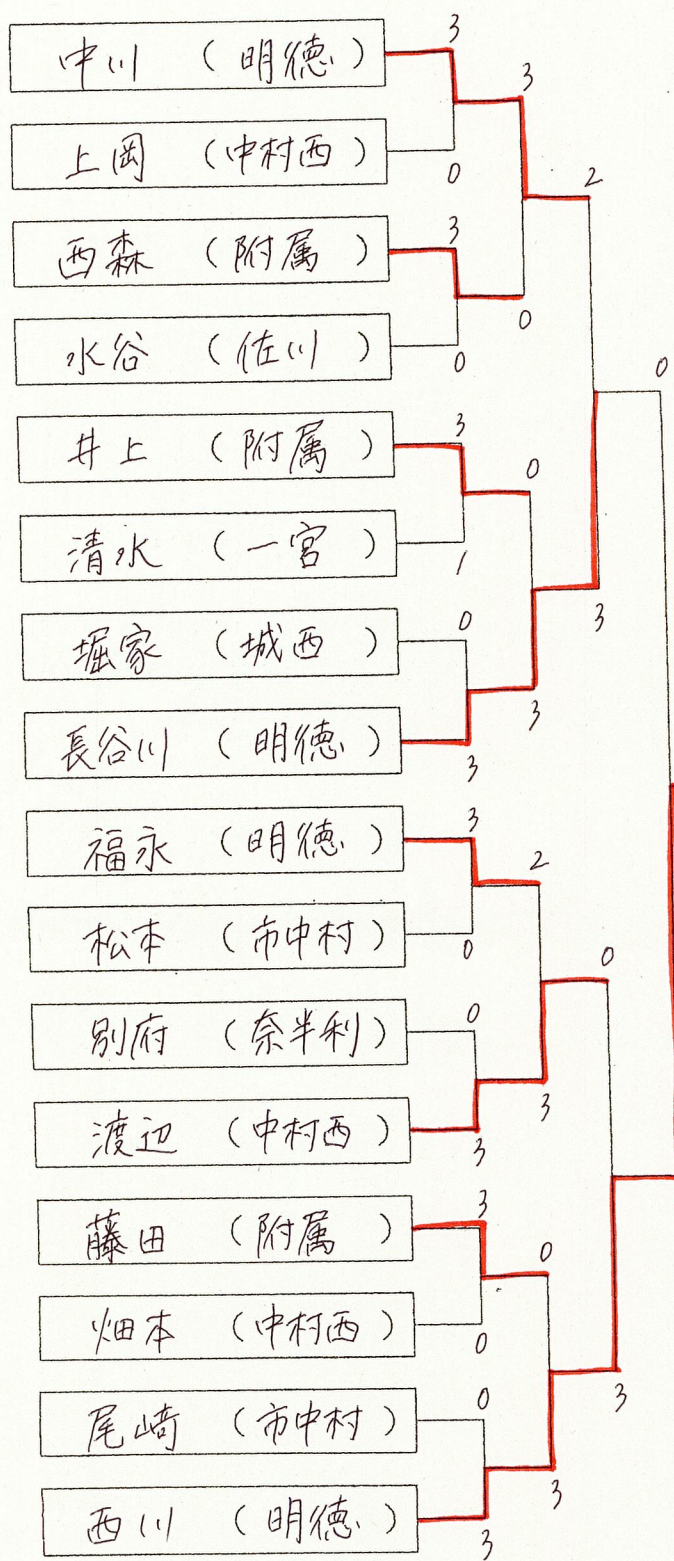 3
中川 (明徳)
3
上岡 (中村西)
0
2
西森 (附属)
3
0
水谷 (佐川)
0
0
井上 (附属)
3
0
清水 (一宮)
1
3
堀家 (城西)
0
3
長谷川 (明徳)
3
福永 (明徳)
3
2
松本 (市中村)
0
0
別府 (奈半利)
0
3
渡辺 (中村西)
3
藤田 (附属)
3
0
畑本 (中村西)
0
3
尾崎 (市中村)
0
3
西川 (明徳)
3